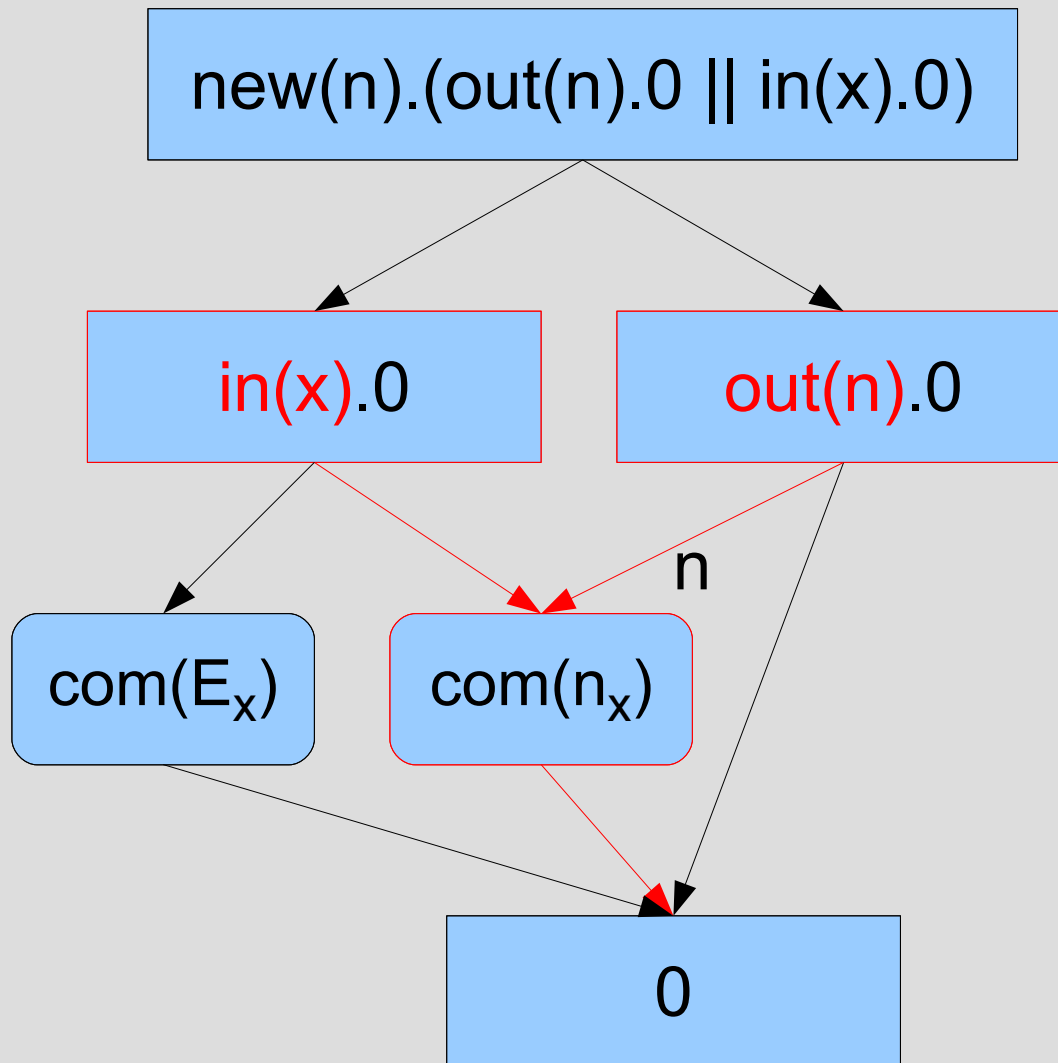 new(n).(out(n).0 || in(x).0)
in(x).0
out(n).0
n
com(Eₓ)
com(nₓ)
0